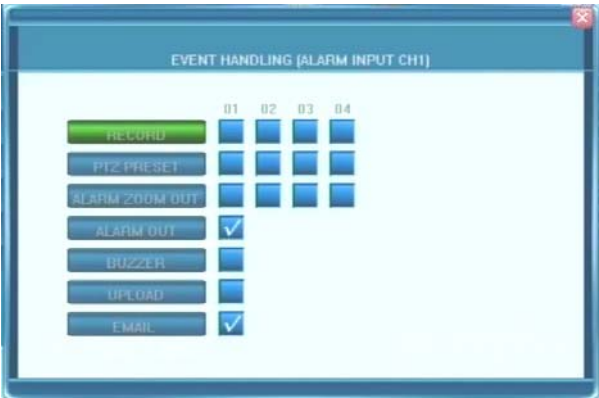 EVENT HANDLING (ALARM INPUT CH1)
01 02 03 04
RECORD
PTZ PRESET
ALARM ZOOM OUT
ALARM OUT
BUZZER
UPLOAD
EMAIL